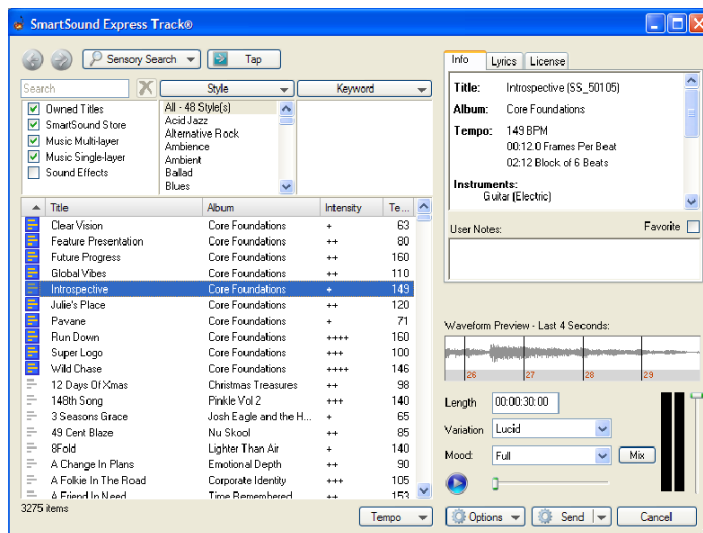 SmartSound Express Track®
Sensory Search
Tap
Search
Style
Keyword
Owned Titles
SmartSound Store
Music Multi-layer
Music Single-layer
Sound Effects
All - 48 Style(s)
Acid Jazz
Alternative Rock
Ambience
Ambient
Ballad
Blues
Title Album Intensity Te...
Clear Vision Core Foundations + 63
Feature Presentation Core Foundations ++ 80
Future Progress Core Foundations ++ 160
Global Vibes Core Foundations ++ 110
Introspective Core Foundations + 149
Julie's Place Core Foundations ++ 120
Pavane Core Foundations + 71
Run Down Core Foundations ++++ 160
Super Logo Core Foundations +++ 100
Wild Chase Core Foundations ++++ 146
12 Days Of Xmas Christmas Treasures ++ 98
148th Song Pinkle Vol 2 +++ 140
3 Seasons Grace Josh Eagle and the H... + 65
49 Cent Blaze Nu Skool ++ 85
8Fold Lighter Than Air + 140
A Change In Plans Emotional Depth ++ 90
A Folkie In The Road Corporate Identity +++ 105
A Friend In Need Time Remembered ++ 153
3275 items
Tempo
Info Lyrics License
Title: Introspective (SS_50105)
Album: Core Foundations
Tempo: 149 BPM
00:12.0 Frames Per Beat
02:12 Block of 6 Beats
Instruments:
Guitar (Electric)
User Notes: Favorite
Waveform Preview - Last 4 Seconds:
26 27 28 29
Length 00:00:30:00
Variation Lucid
Mood: Full Mix
Options Send Cancel